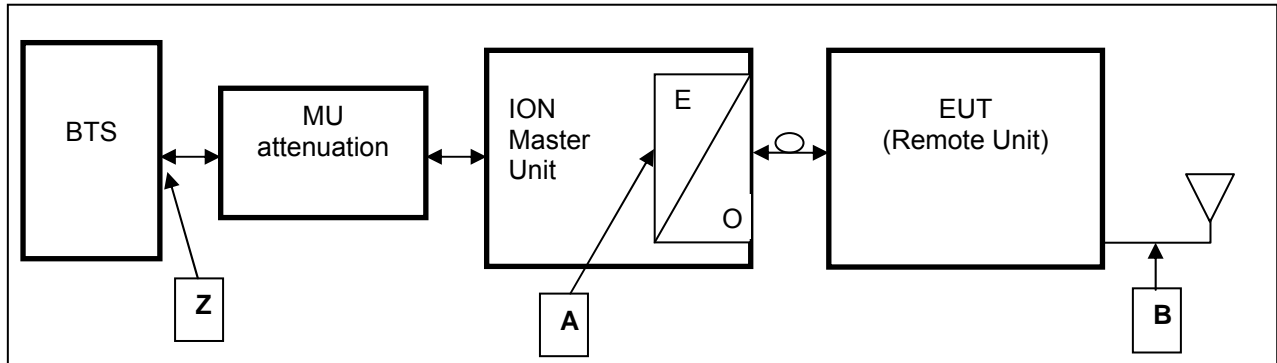 BTS
MU
attenuation
ION
Master
Unit
E
O
EUT
(Remote Unit)
Z
A
B